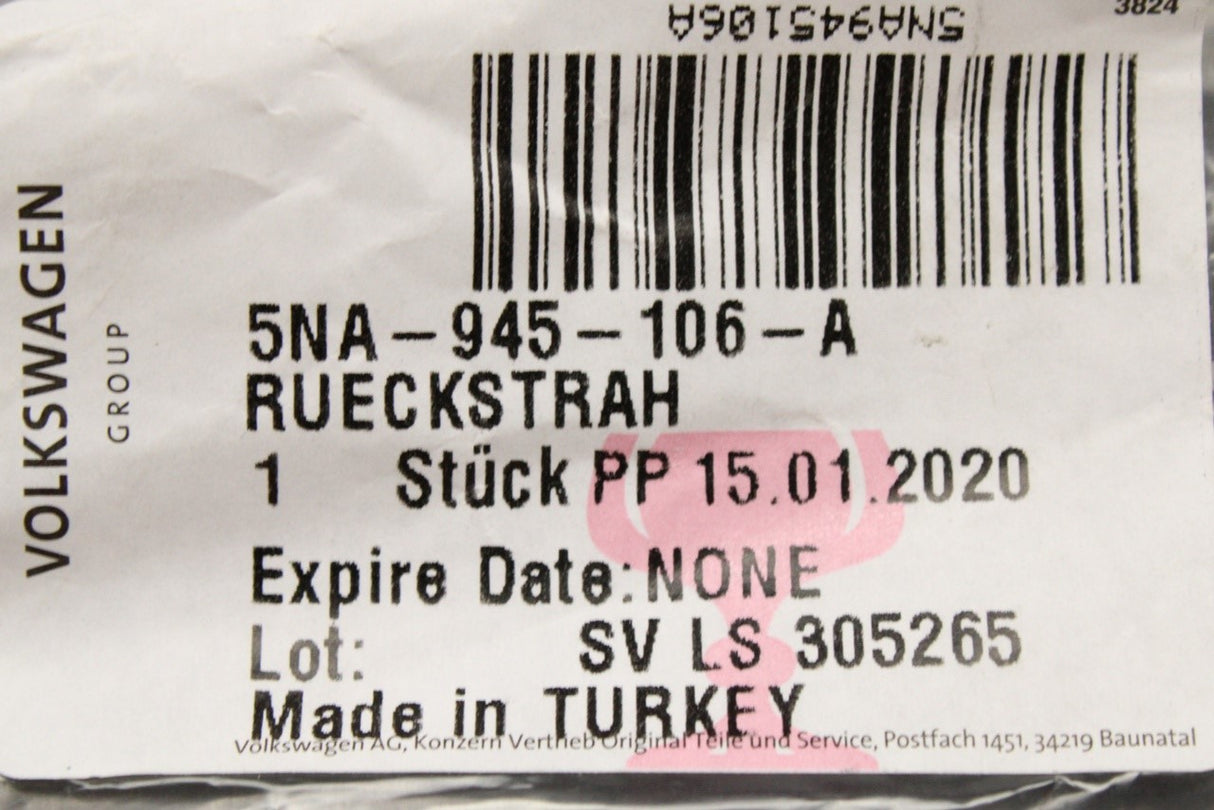 3824
5NA945106A
VOLKSWAGEN
GROUP
5NA-945-106-A
RUECKSTRAH
1 Stück PP 15.01.2020
Expire Date:NONE
Lot: SV LS 305265
Made in TURKEY
Volkswagen AG, Konzern Vertrieb Original Teile und Service, Postfach 1451, 34219 Baunatal